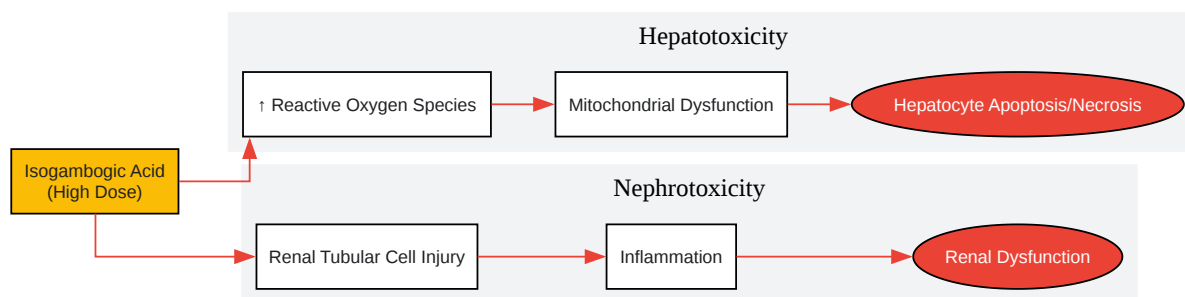 Hepatotoxicity
↑ Reactive Oxygen Species
Mitochondrial Dysfunction
Hepatocyte Apoptosis/Necrosis
Isogambogic Acid
(High Dose)
Nephrotoxicity
Renal Tubular Cell Injury
Inflammation
Renal Dysfunction